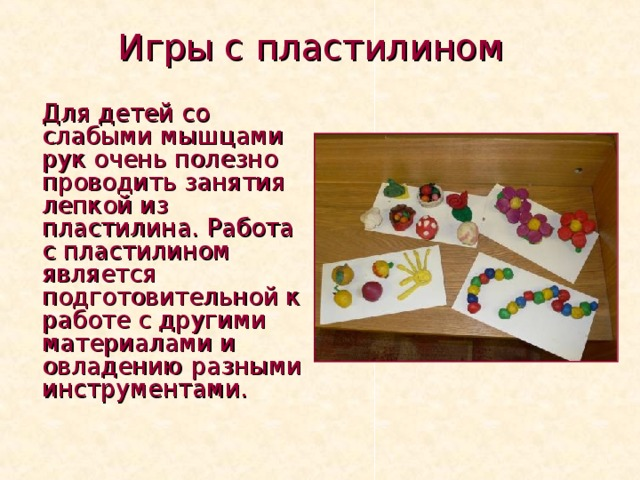 Игры с пластилином
Для детей со
слабыми мышцами
рук очень полезно
проводить занятия
лепкой из
пластилина. Работа
с пластилином
является
подготовительной к
работе с другими
материалами и
овладению разными
инструментами.